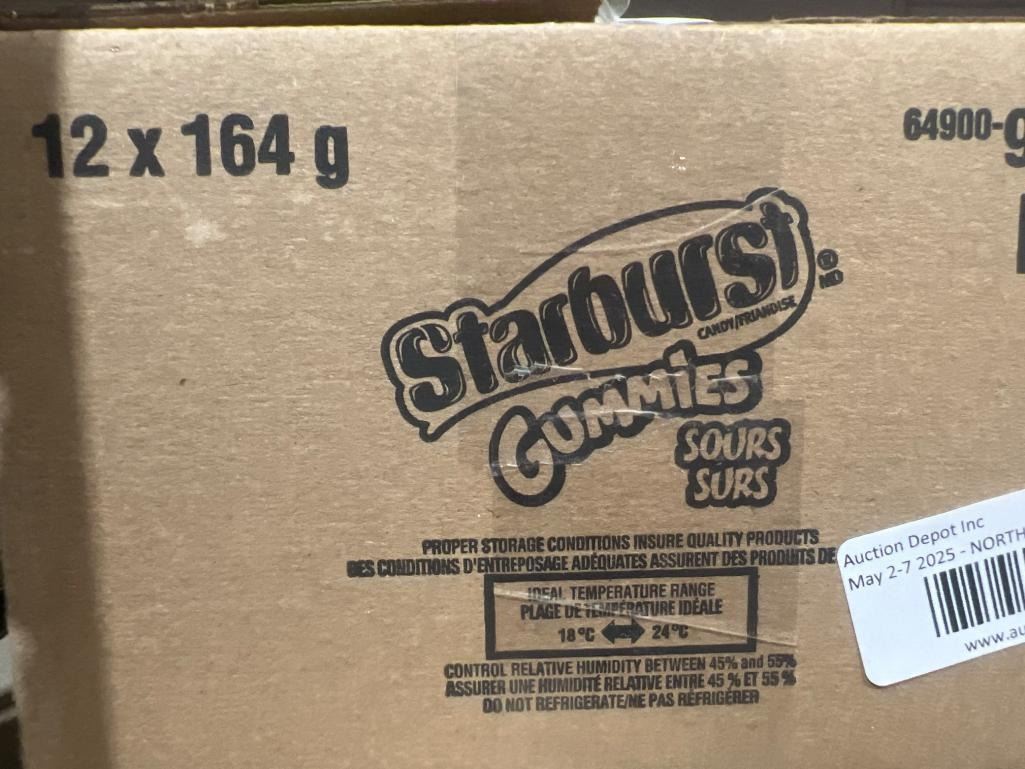 12 x 164 g
64900-
Starburst
® MD
CANDY/FRIANDISE
GUMMIES
SOURS
SURS
PROPER STORAGE CONDITIONS INSURE QUALITY PRODUCTS
DES CONDITIONS D'ENTREPOSAGE ADÉQUATES ASSURENT DES PRODUITS DE
IDEAL TEMPERATURE RANGE
PLAGE DE TEMPÉRATURE IDÉALE
18°C 24°C
CONTROL RELATIVE HUMIDITY BETWEEN 45% and 55%
ASSURER UNE HUMIDITÉ RELATIVE ENTRE 45 % ET 55 %
DO NOT REFRIGERATE/NE PAS RÉFRIGÉRER
Auction Depot Inc
May 2-7 2025 - NORTH
www.au